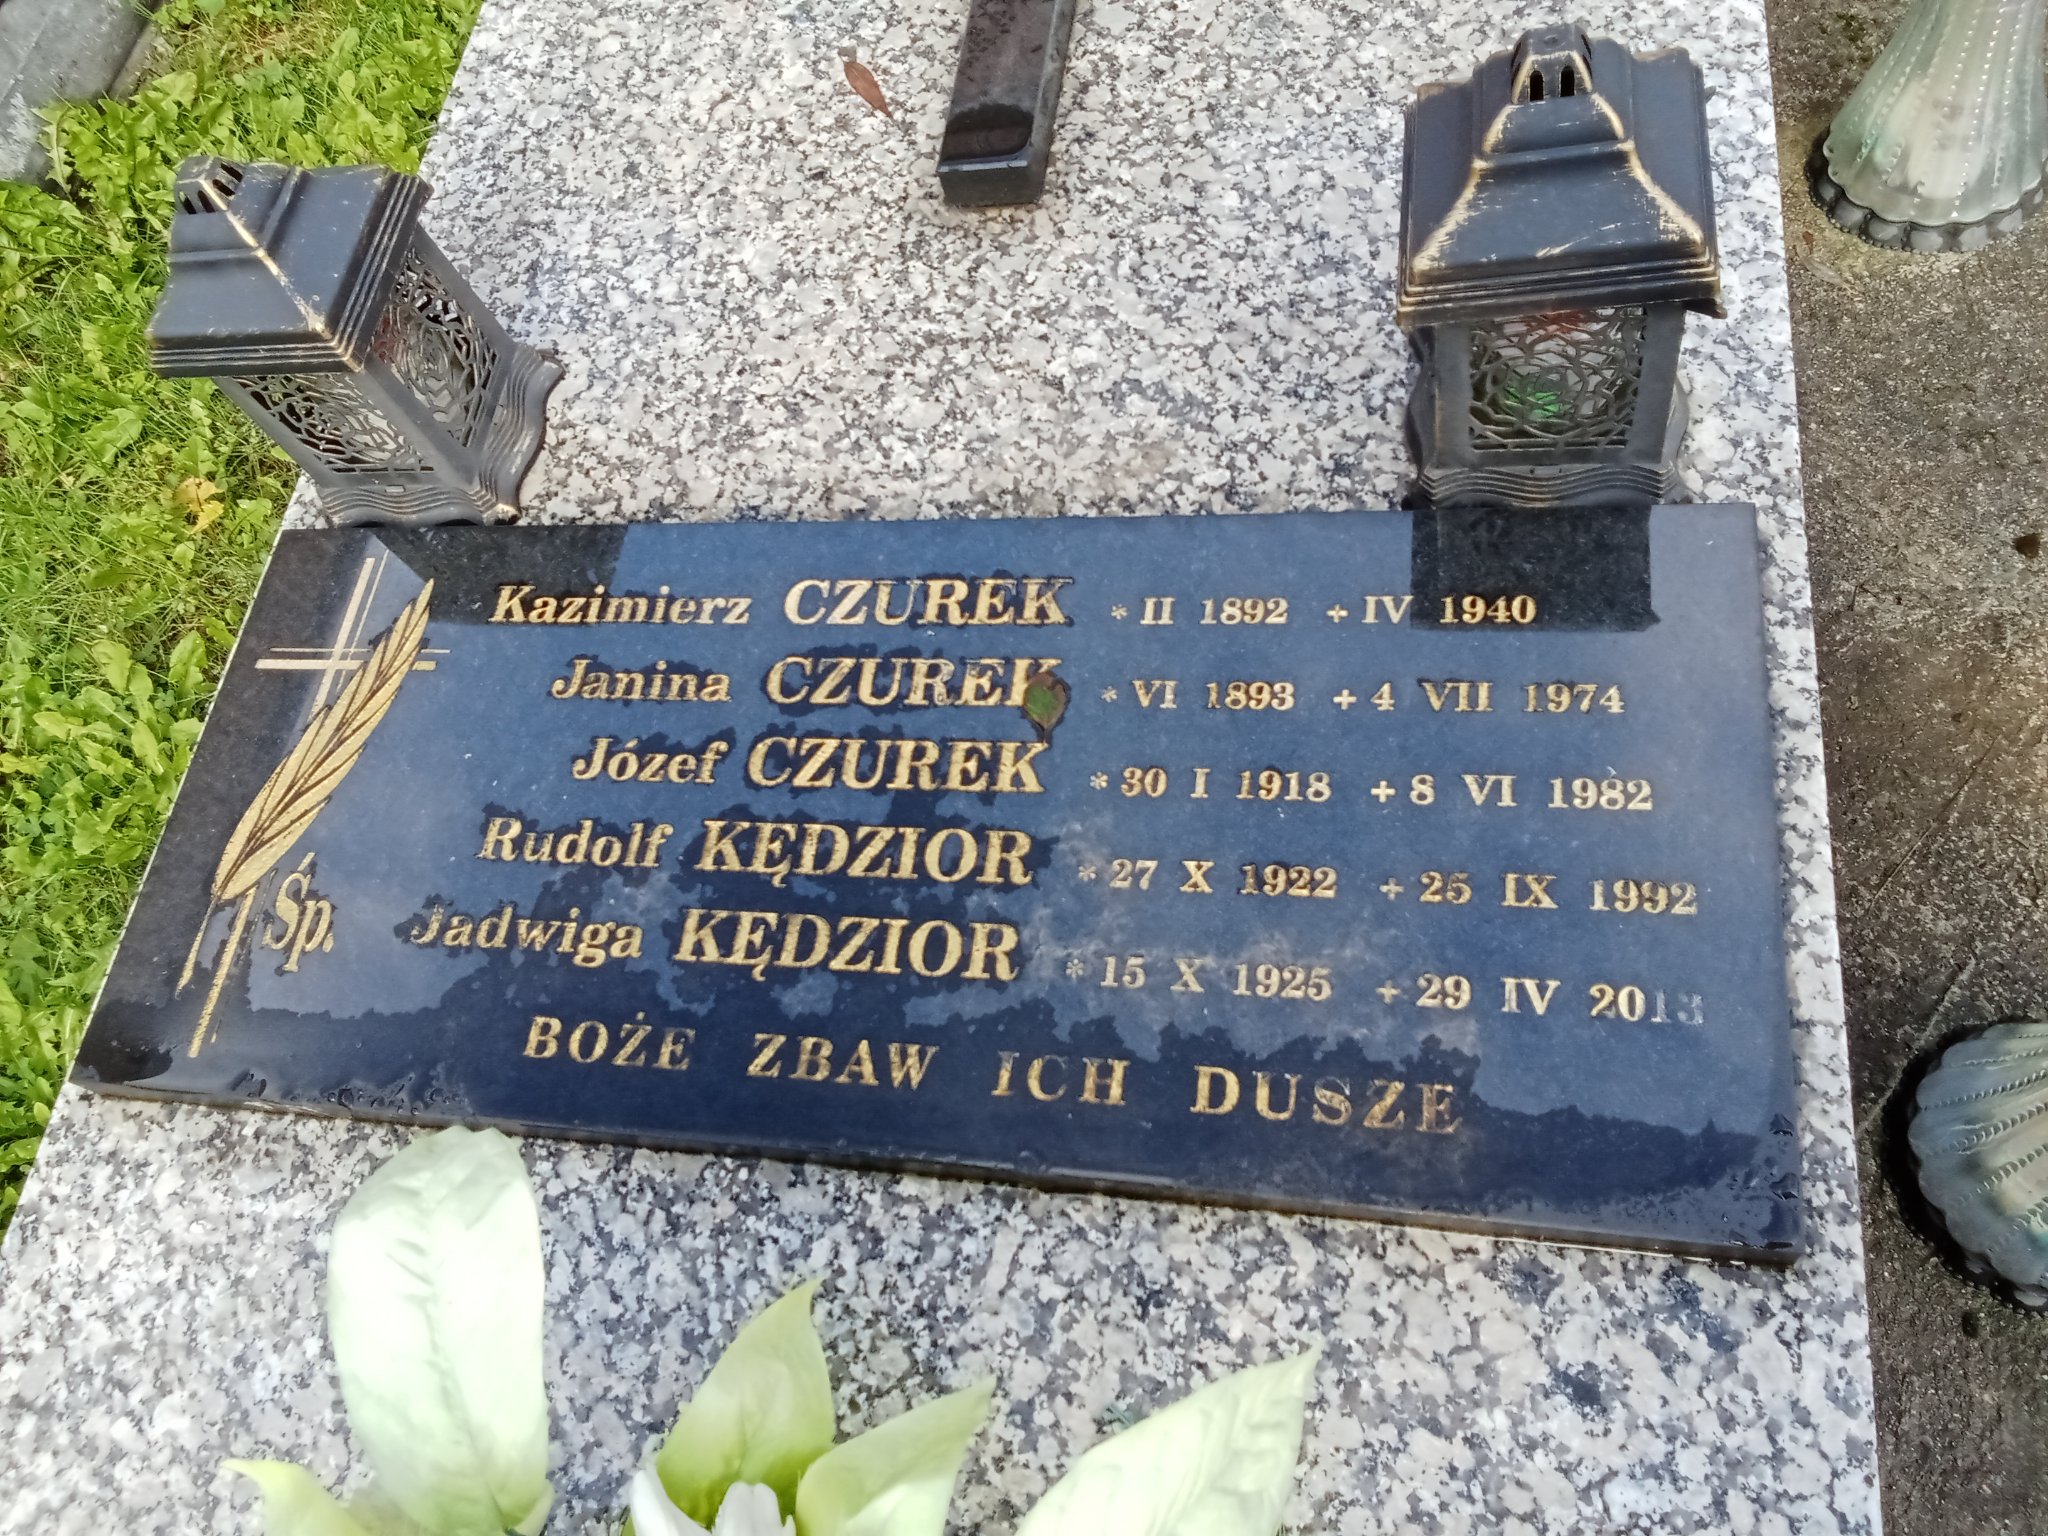 Kazimierz CZUREK * II 1892 + IV 1940
Janina CZUREK * VI 1893 + 4 VII 1974
Józef CZUREK * 30 I 1918 + 8 VI 1982
Rudolf KĘDZIOR * 27 X 1922 + 25 IX 1992
Śp. Jadwiga KĘDZIOR * 15 X 1925 + 29 IV 2013
BOŻE ZBAW ICH DUSZE